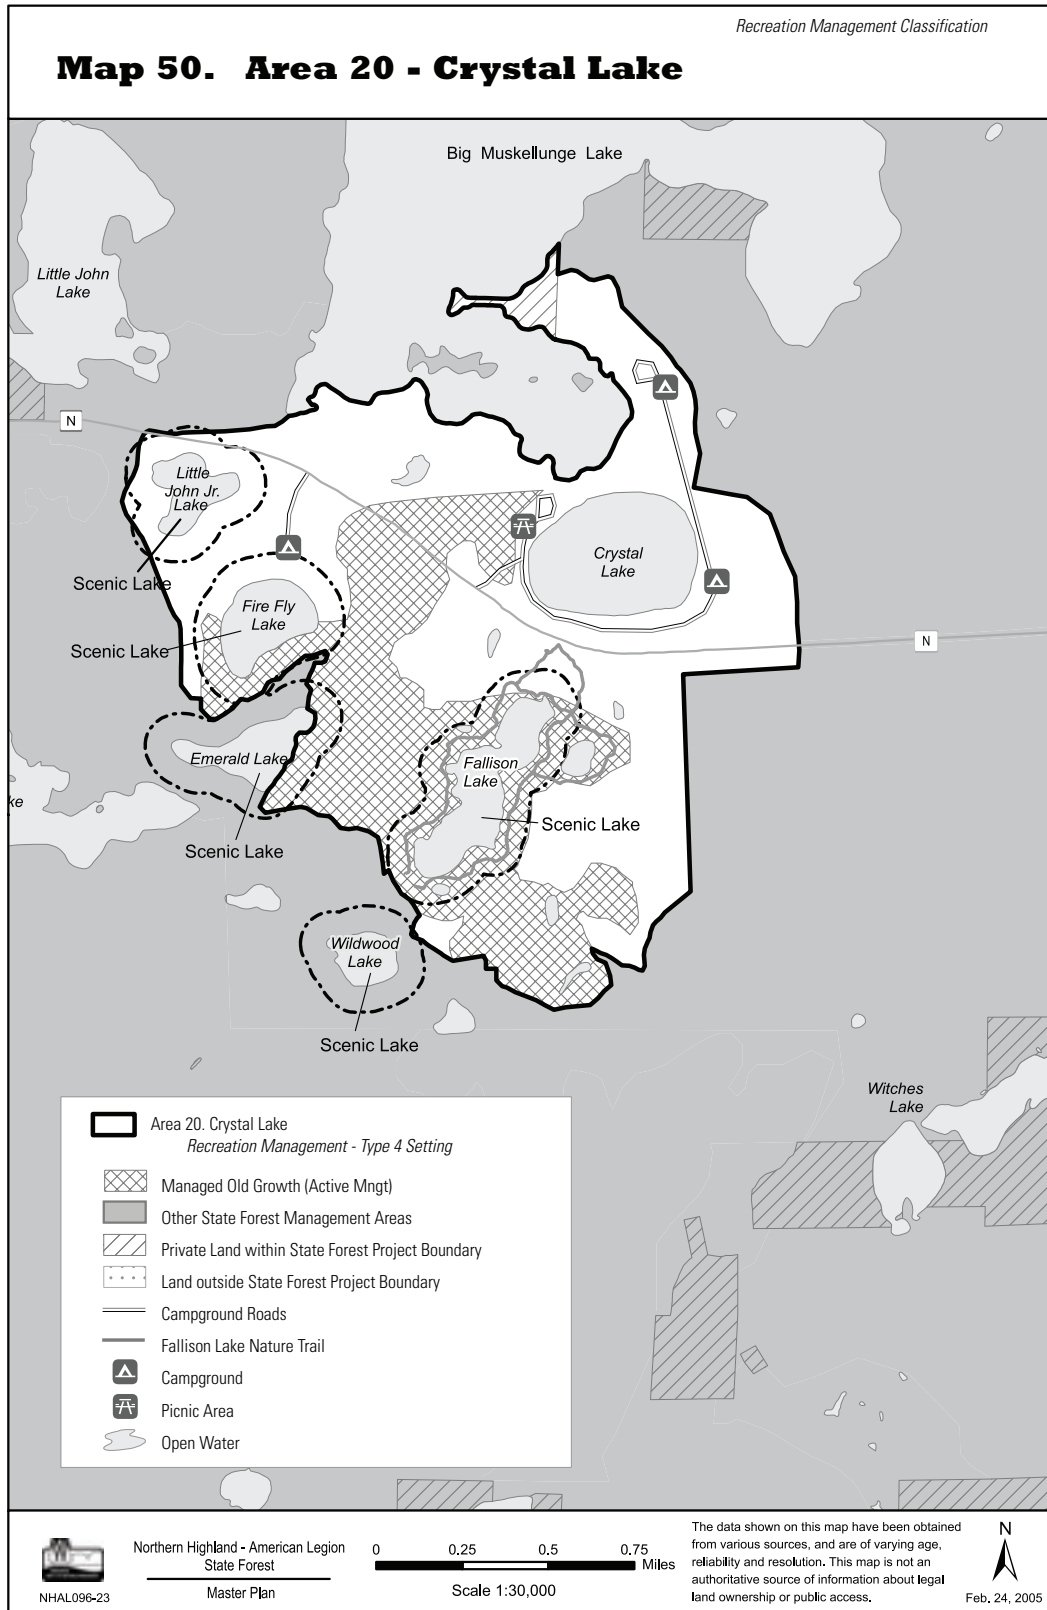 Recreation Management Classification
Map 50. Area 20 - Crystal Lake
Big Muskellunge Lake
Little John
Lake
N
Little
John Jr.
Lake
Scenic Lake
Crystal
Lake
Fire Fly
Lake
Scenic Lake
N
Emerald Lake
Fallison
Lake
ke
Scenic Lake
Scenic Lake
Wildwood
Lake
Scenic Lake
Witches
Lake
Area 20. Crystal Lake
Recreation Management - Type 4 Setting
Managed Old Growth (Active Mngt)
Other State Forest Management Areas
Private Land within State Forest Project Boundary
Land outside State Forest Project Boundary
Campground Roads
Fallison Lake Nature Trail
Campground
Picnic Area
Open Water
NHAL096-23
Northern Highland - American Legion
State Forest
Master Plan
0 0.25 0.5 0.75
Miles
Scale 1:30,000
The data shown on this map have been obtained
from various sources, and are of varying age,
reliability and resolution. This map is not an
authoritative source of information about legal
land ownership or public access.
N
Feb. 24, 2005